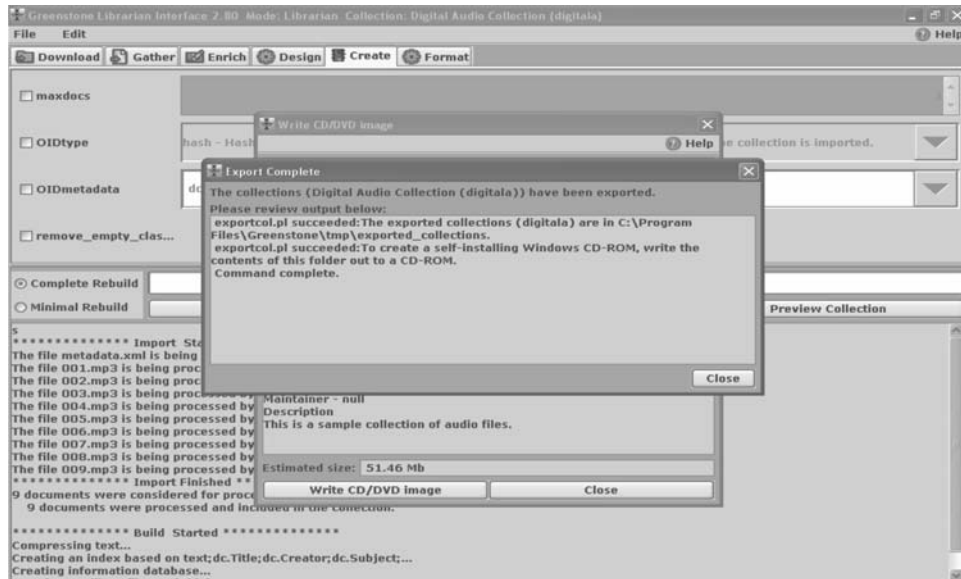 Greenstone Librarian Interface 2.80 Mode: Librarian Collection: Digital Audio Collection (digitala)
File Edit Help
Download Gather Enrich Design Create Format
maxdocs
Write CD/DVD image
OIDtype hash - Hash Help e collection is imported.
Export Complete
OIDmetadata dc
The collections (Digital Audio Collection (digitala)) have been exported.
Please review output below:
exportcol.pl succeeded:The exported collections (digitala) are in C:\Program
Files\Greenstone\tmp\exported_collections.
exportcol.pl succeeded:To create a self-installing Windows CD-ROM, write the
contents of this folder out to a CD-ROM.
Command complete.
Close
remove_empty_clas...
Complete Rebuild
Minimal Rebuild Preview Collection
s
************** Import Sta
The file metadata.xml is being
The file 001.mp3 is being proc
The file 002.mp3 is being proc
The file 003.mp3 is being processed by
The file 004.mp3 is being processed by
The file 005.mp3 is being processed by
The file 006.mp3 is being processed by
The file 007.mp3 is being processed by
The file 008.mp3 is being processed by
The file 009.mp3 is being processed by
************** Import Finished **
9 documents were considered for proce
9 documents were processed and included in the collection.
************** Build Started **************
Compressing text...
Creating an index based on text;dc.Title;dc.Creator;dc.Subject;...
Creating information database...
Maintainer - null
Description
This is a sample collection of audio files.
Estimated size: 51.46 Mb
Write CD/DVD image Close